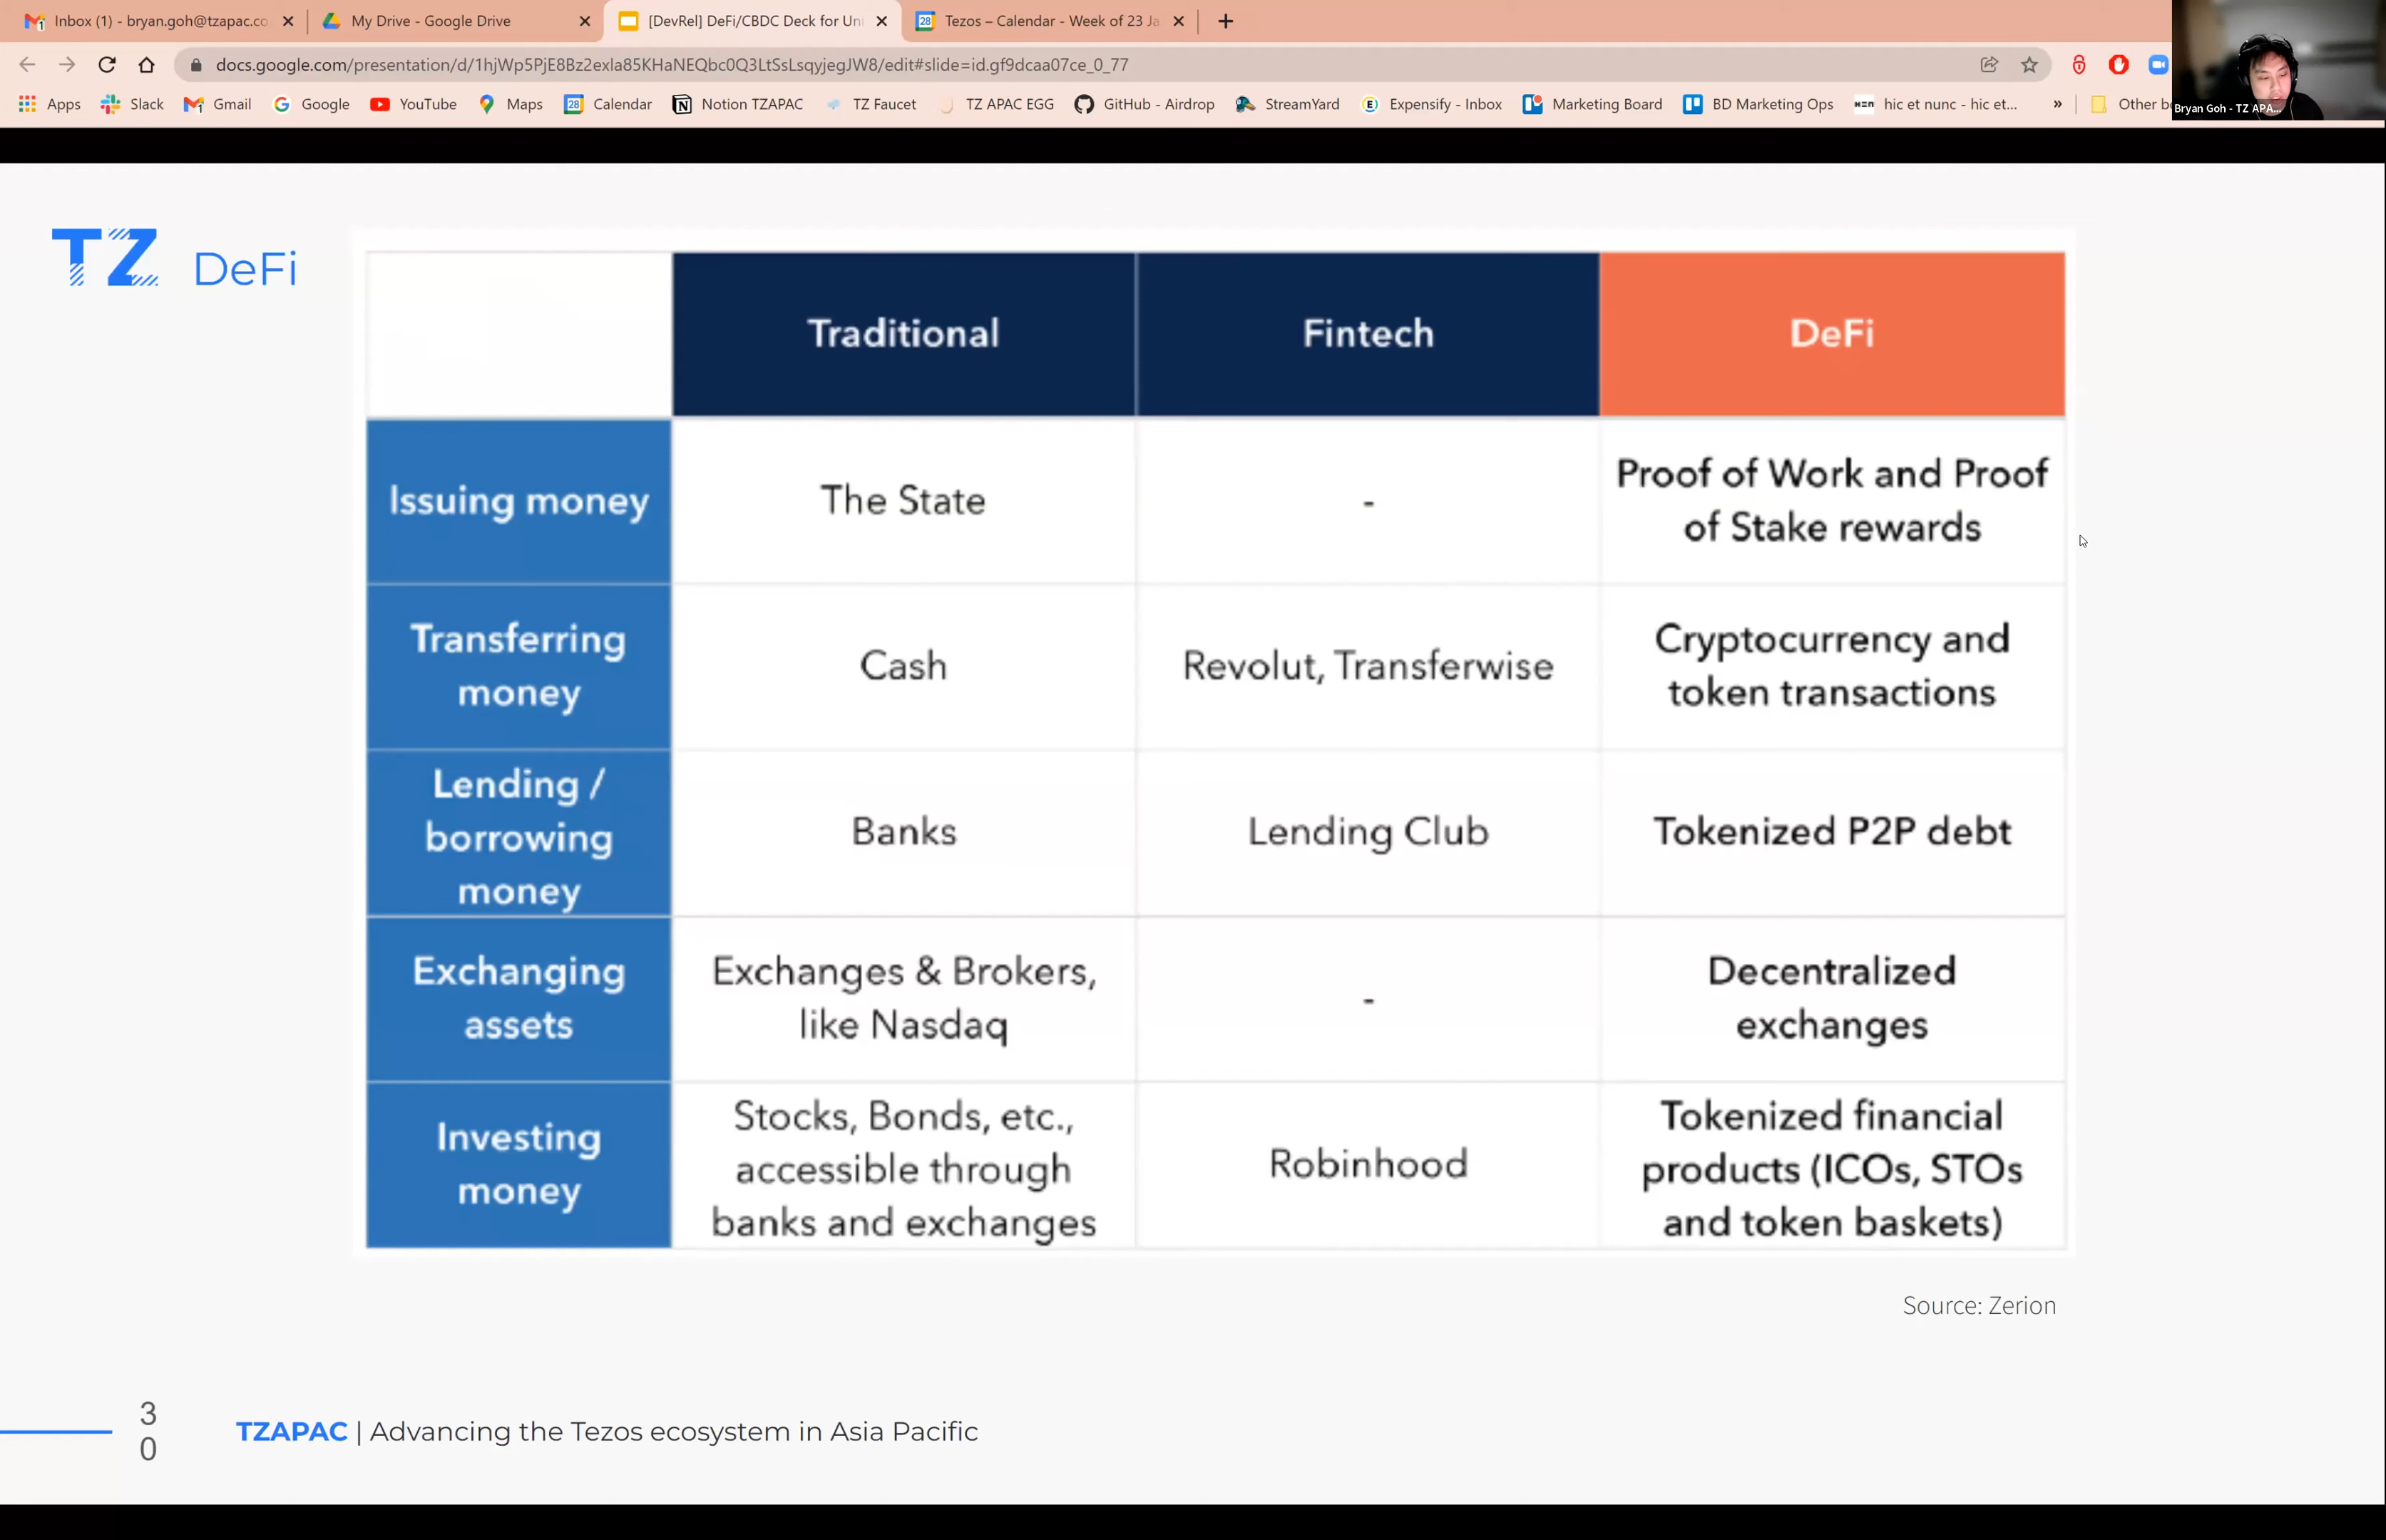 Inbox (1) - bryan.goh@tzapac.co
My Drive - Google Drive
[DevRel] DeFi/CBDC Deck for Uni
Tezos – Calendar - Week of 23 Ja
docs.google.com/presentation/d/1hjWp5PjE8Bz2exla85KHaNEQbc0Q3LtSsLsqyjegJW8/edit#slide=id.gf9dcaa07ce_0_77
Apps
Slack
Gmail
Google
YouTube
Maps
Calendar
Notion TZAPAC
TZ Faucet
TZ APAC EGG
GitHub - Airdrop
StreamYard
Expensify - Inbox
Marketing Board
BD Marketing Ops
hic et nunc - hic et...
»
Other b
Bryan Goh - TZ APA...
TZ DeFi
Traditional
Fintech
DeFi
Issuing money
The State
-
Proof of Work and Proof
of Stake rewards
Transferring
money
Cash
Revolut, Transferwise
Cryptocurrency and
token transactions
Lending /
borrowing
money
Banks
Lending Club
Tokenized P2P debt
Exchanging
assets
Exchanges & Brokers,
like Nasdaq
-
Decentralized
exchanges
Investing
money
Stocks, Bonds, etc.,
accessible through
banks and exchanges
Robinhood
Tokenized financial
products (ICOs, STOs
and token baskets)
Source: Zerion
3
0
TZAPAC | Advancing the Tezos ecosystem in Asia Pacific